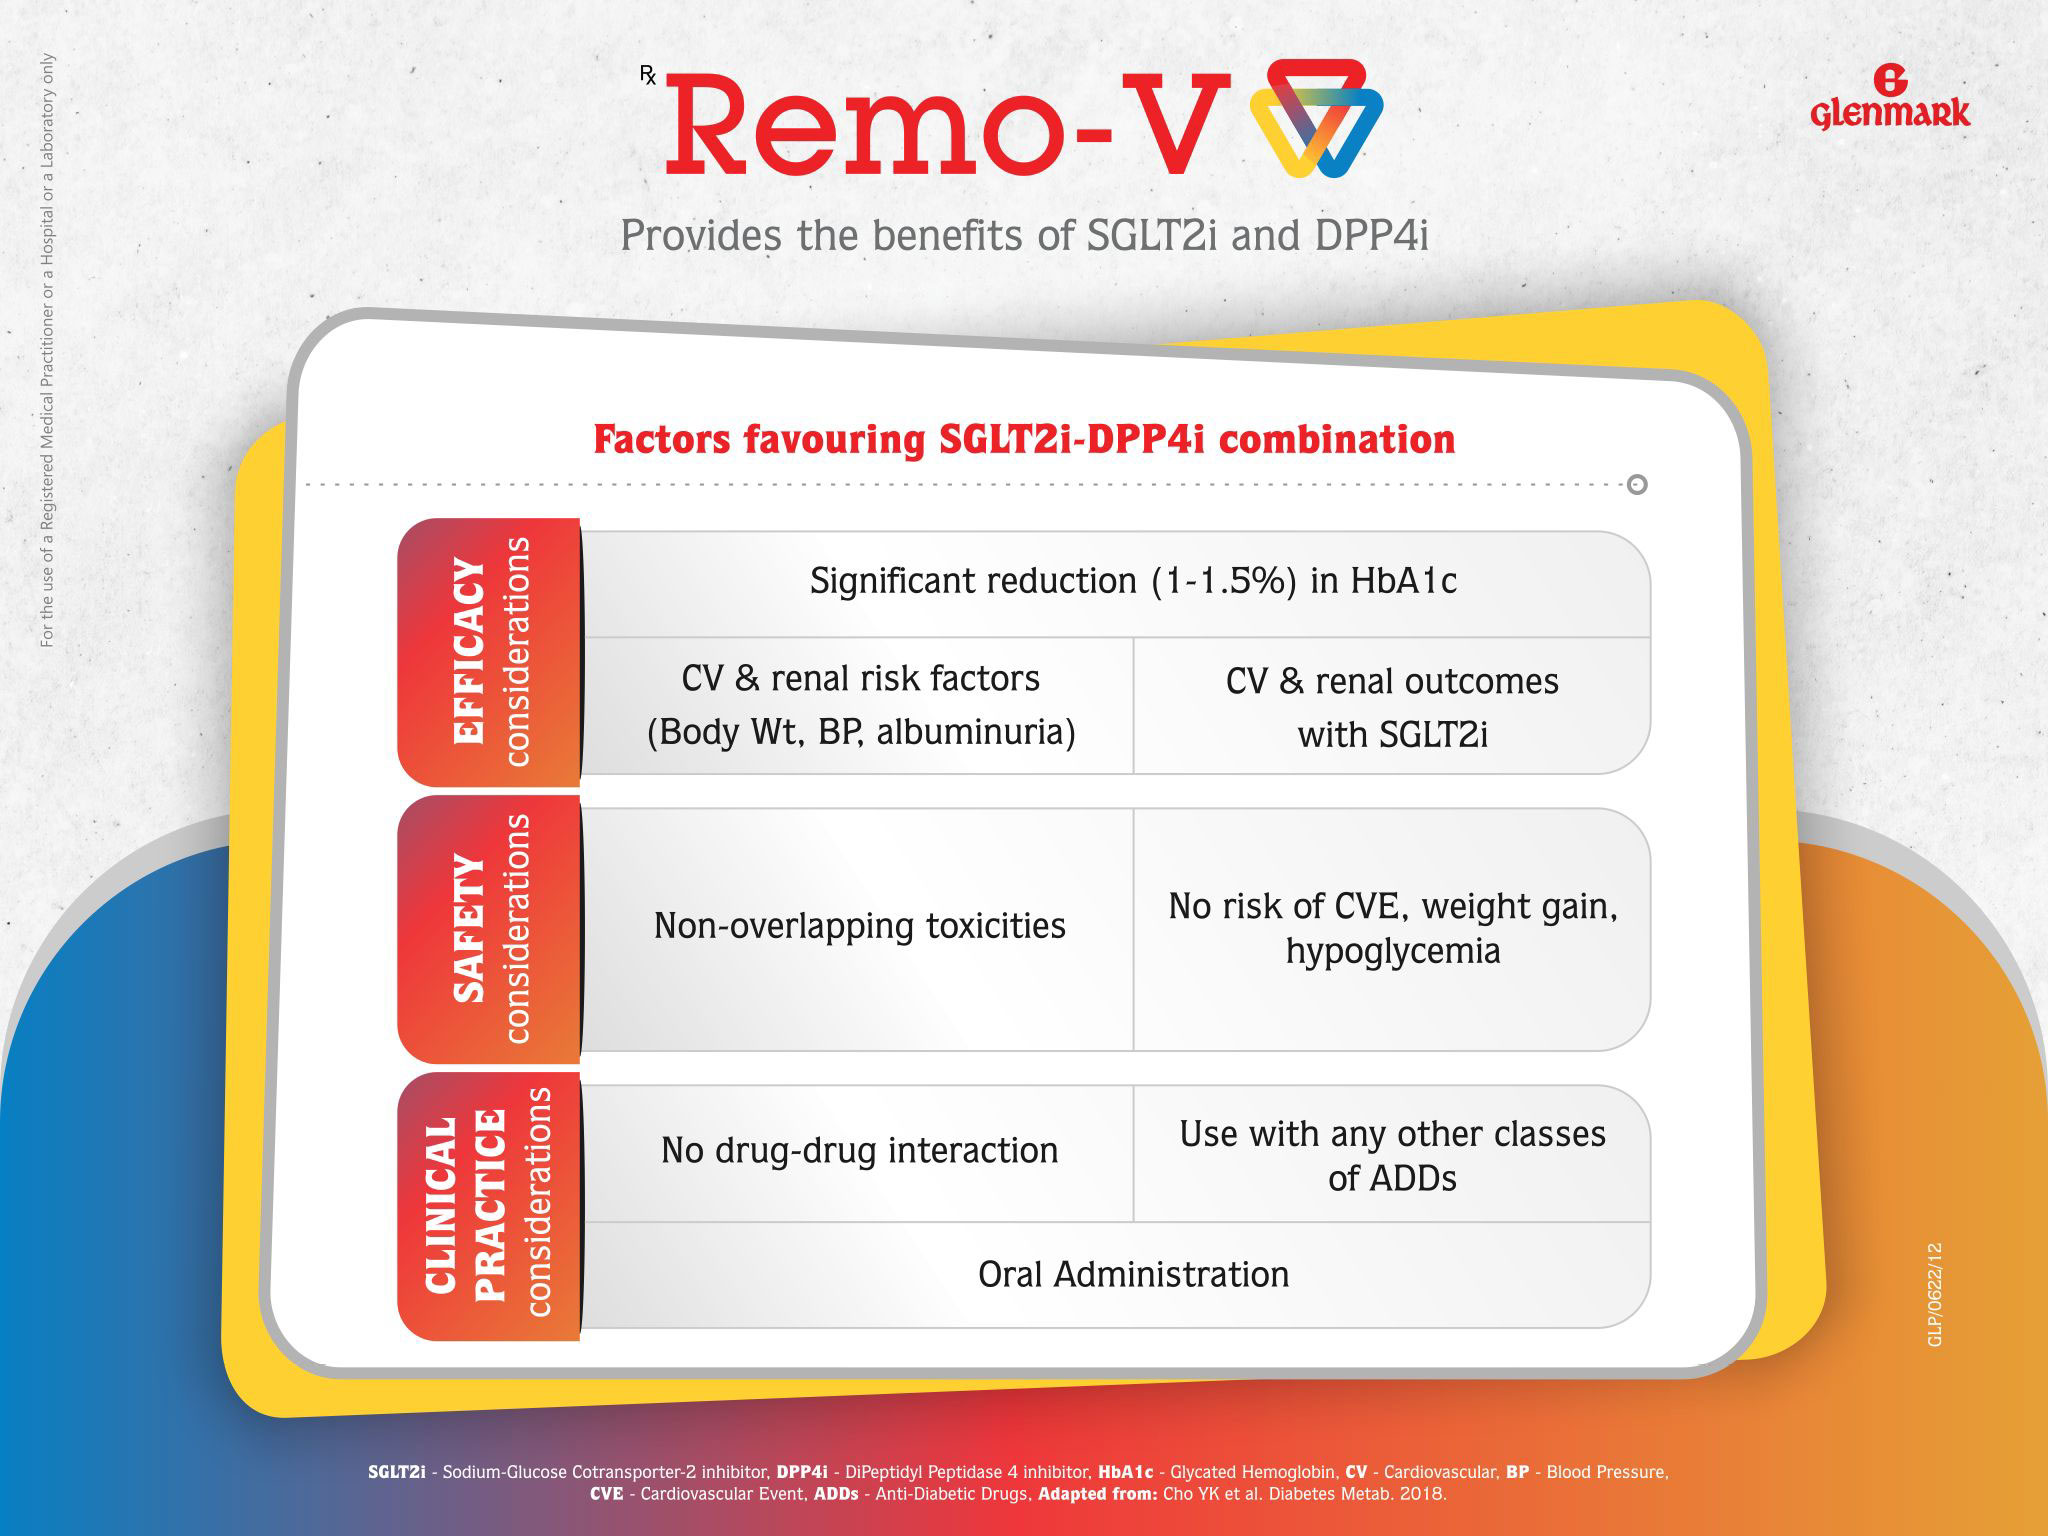 For the use of a Registered Medical Practitioner or a Hospital or a Laboratory only
℞ Remo-V
GLENMARK
Provides the benefits of SGLT2i and DPP4i
Factors favouring SGLT2i-DPP4i combination
EFFICACY
considerations
Significant reduction (1-1.5%) in HbA1c
CV & renal risk factors
(Body Wt, BP, albuminuria)
CV & renal outcomes
with SGLT2i
SAFETY
considerations
Non-overlapping toxicities
No risk of CVE, weight gain,
hypoglycemia
CLINICAL
PRACTICE
considerations
No drug-drug interaction
Use with any other classes
of ADDs
Oral Administration
GLP/0622/12
SGLT2i - Sodium-Glucose Cotransporter-2 inhibitor, DPP4i - DiPeptidyl Peptidase 4 inhibitor, HbA1c - Glycated Hemoglobin, CV - Cardiovascular, BP - Blood Pressure,
CVE - Cardiovascular Event, ADDs - Anti-Diabetic Drugs, Adapted from: Cho YK et al. Diabetes Metab. 2018.